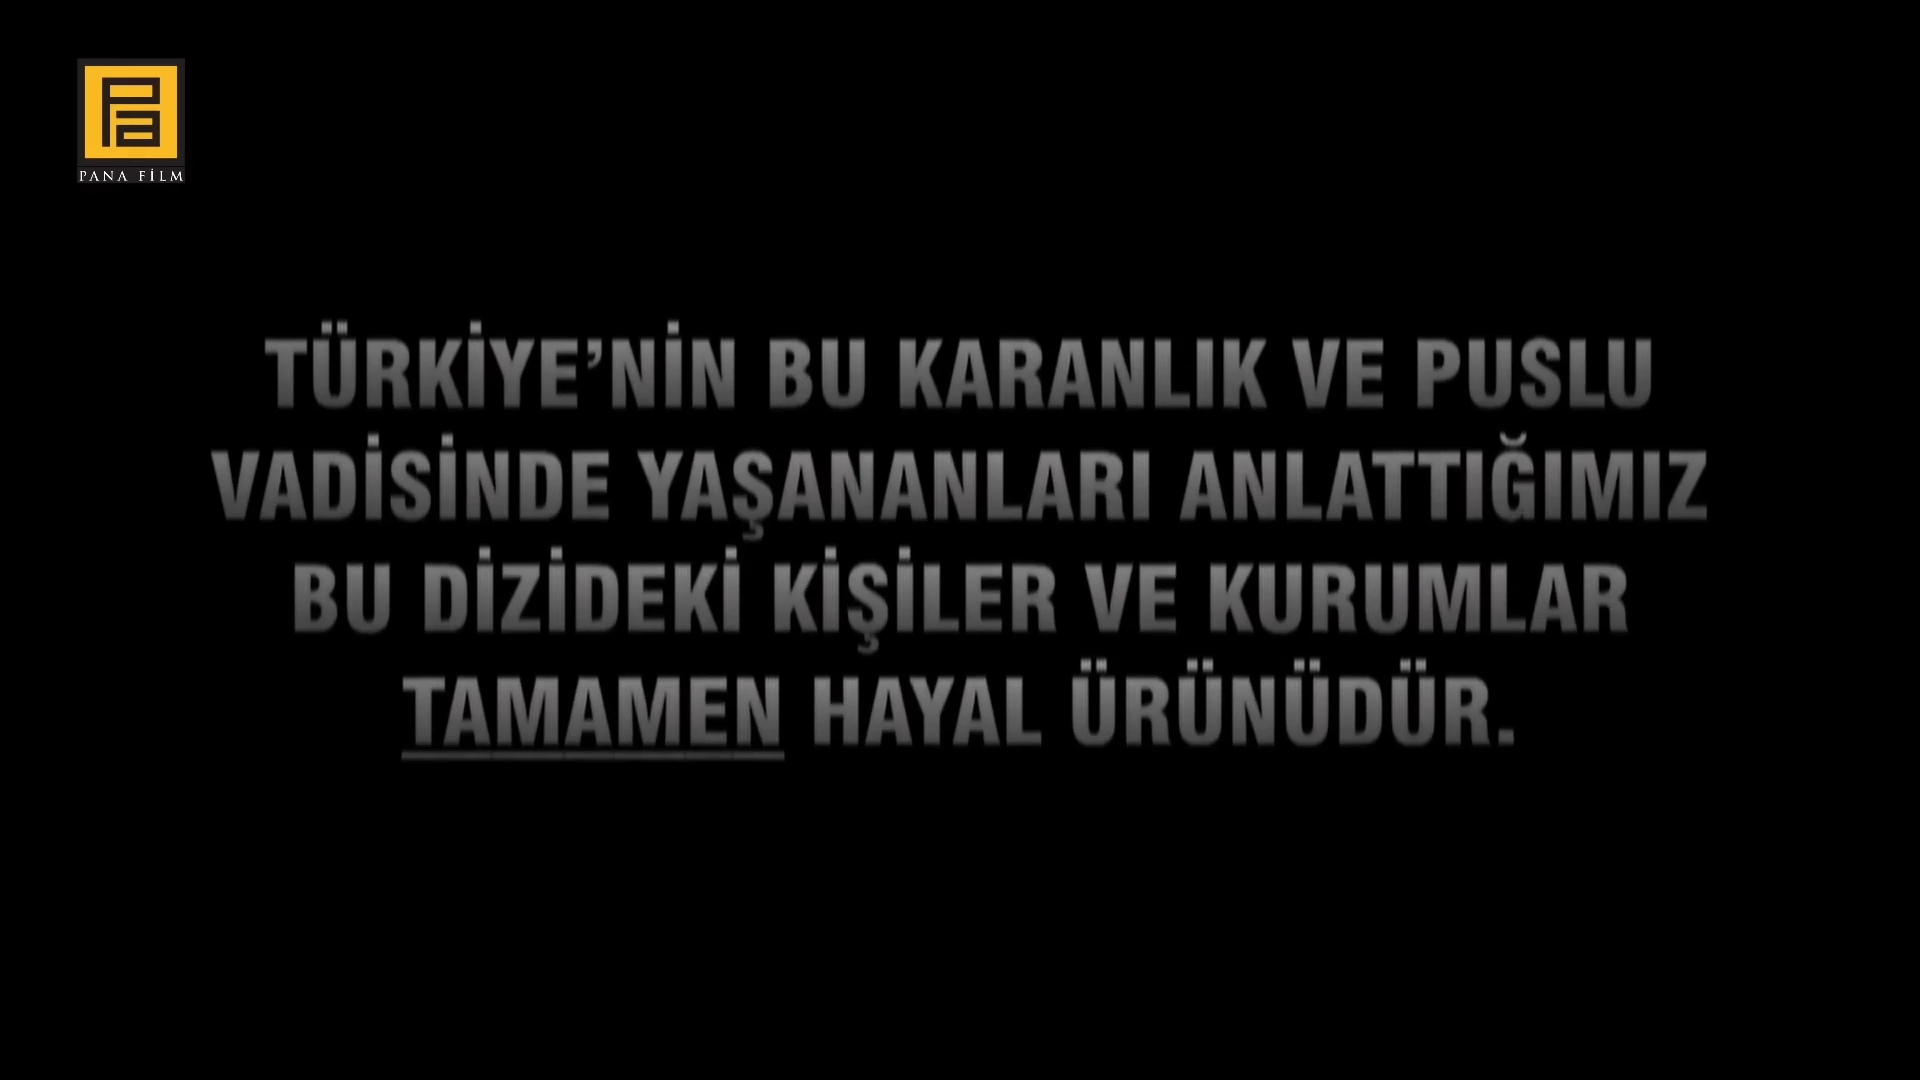 PANA FİLM
TÜRKİYE'NİN BU KARANLIK VE PUSLU
VADİSİNDE YAŞANANLARI ANLATTIĞIMIZ
BU DİZİDEKİ KİŞİLER VE KURUMLAR
TAMAMEN HAYAL ÜRÜNÜDÜR.